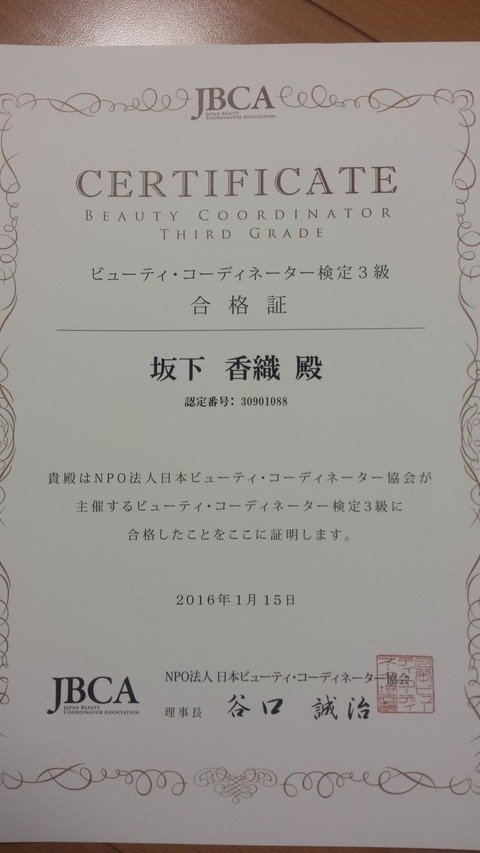 JBCA
JAPAN BEAUTY
COORDINATOR ASSOCIATION
CERTIFICATE
BEAUTY COORDINATOR
THIRD GRADE
ビューティ・コーディネーター検定3級
合格証
坂下 香織 殿
認定番号: 30901088
貴殿はNPO法人日本ビューティ・コーディネーター協会が
主催するビューティ・コーディネーター検定3級に
合格したことをここに証明します。
2016年1月15日
JBCA
JAPAN BEAUTY
COORDINATOR ASSOCIATION
NPO法人 日本ビューティ・コーディネーター協会
理事長 谷口 誠治